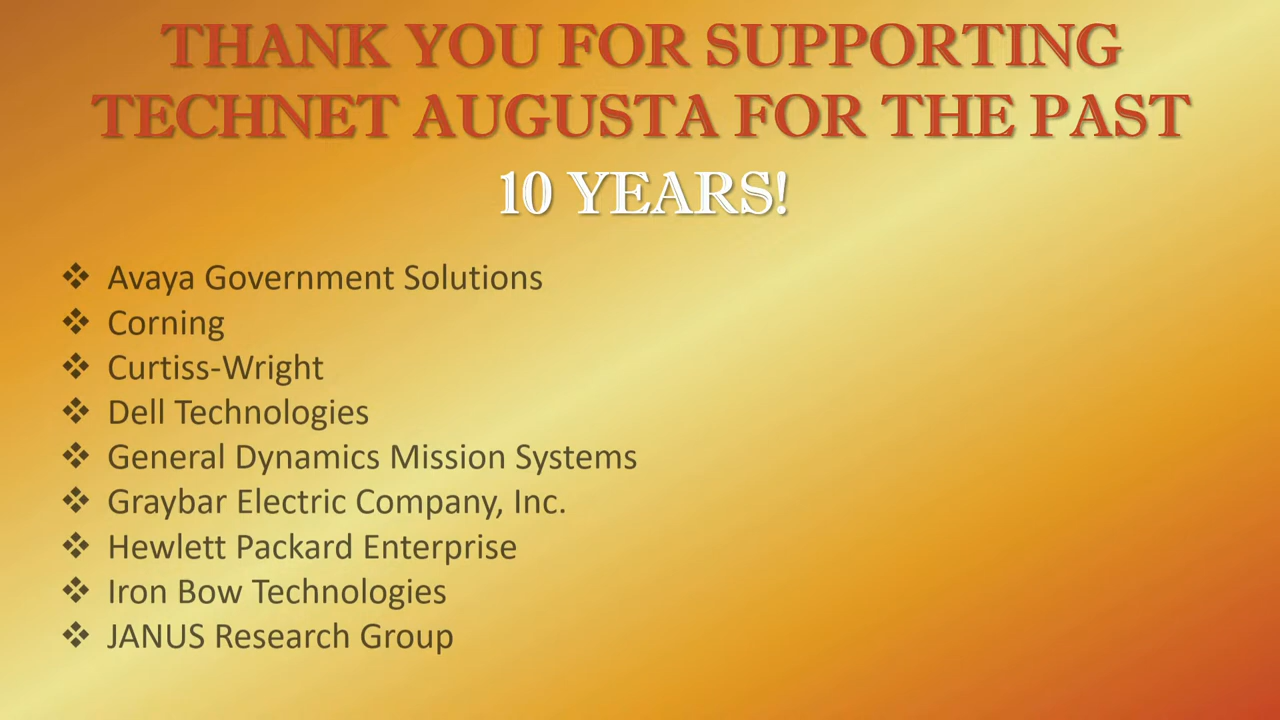 THANK YOU FOR SUPPORTING
TECHNET AUGUSTA FOR THE PAST
10 YEARS!
❖ Avaya Government Solutions
❖ Corning
❖ Curtiss-Wright
❖ Dell Technologies
❖ General Dynamics Mission Systems
❖ Graybar Electric Company, Inc.
❖ Hewlett Packard Enterprise
❖ Iron Bow Technologies
❖ JANUS Research Group